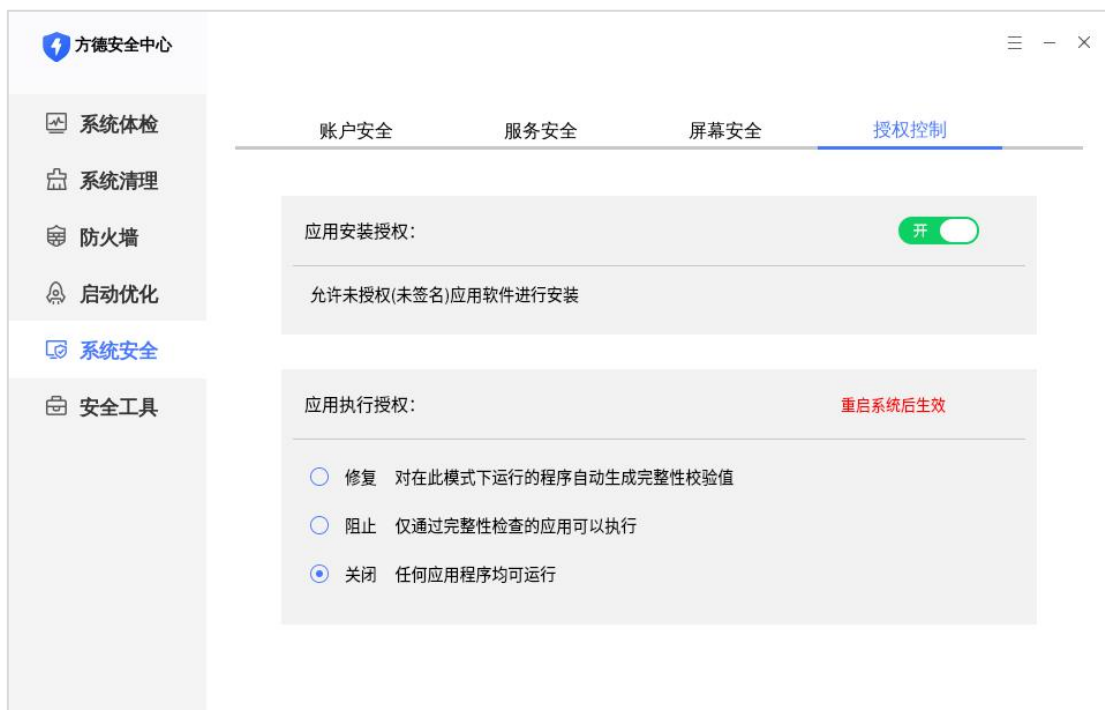 方德安全中心
系统体检
系统清理
防火墙
启动优化
系统安全
安全工具
账户安全 服务安全 屏幕安全 授权控制
应用安装授权: 开
允许未授权(未签名)应用软件进行安装
应用执行授权: 重启系统后生效
修复 对在此模式下运行的程序自动生成完整性校验值
阻止 仅通过完整性检查的应用可以执行
关闭 任何应用程序均可运行